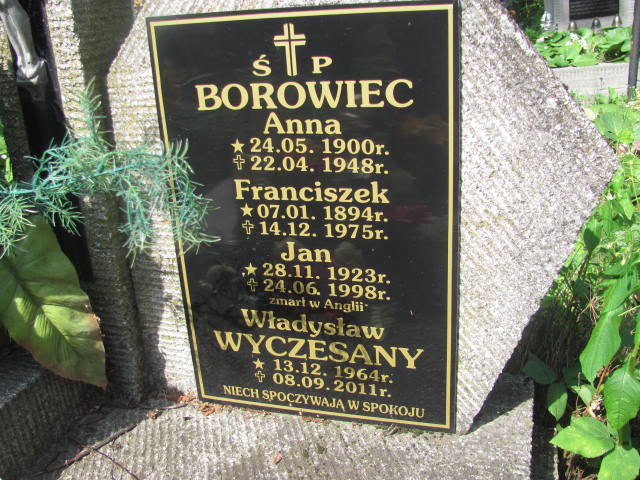 Ś P
BOROWIEC
Anna
★ 24.05. 1900r.
✝ 22.04. 1948r.
Franciszek
★ 07.01. 1894r.
✝ 14.12. 1975r.
Jan
★ 28.11. 1923r.
✝ 24.06. 1998r.
zmarł w Anglii
Władysław
WYCZESANY
★ 13.12. 1964r.
✝ 08.09. 2011r.
NIECH SPOCZYWAJĄ W SPOKOJU